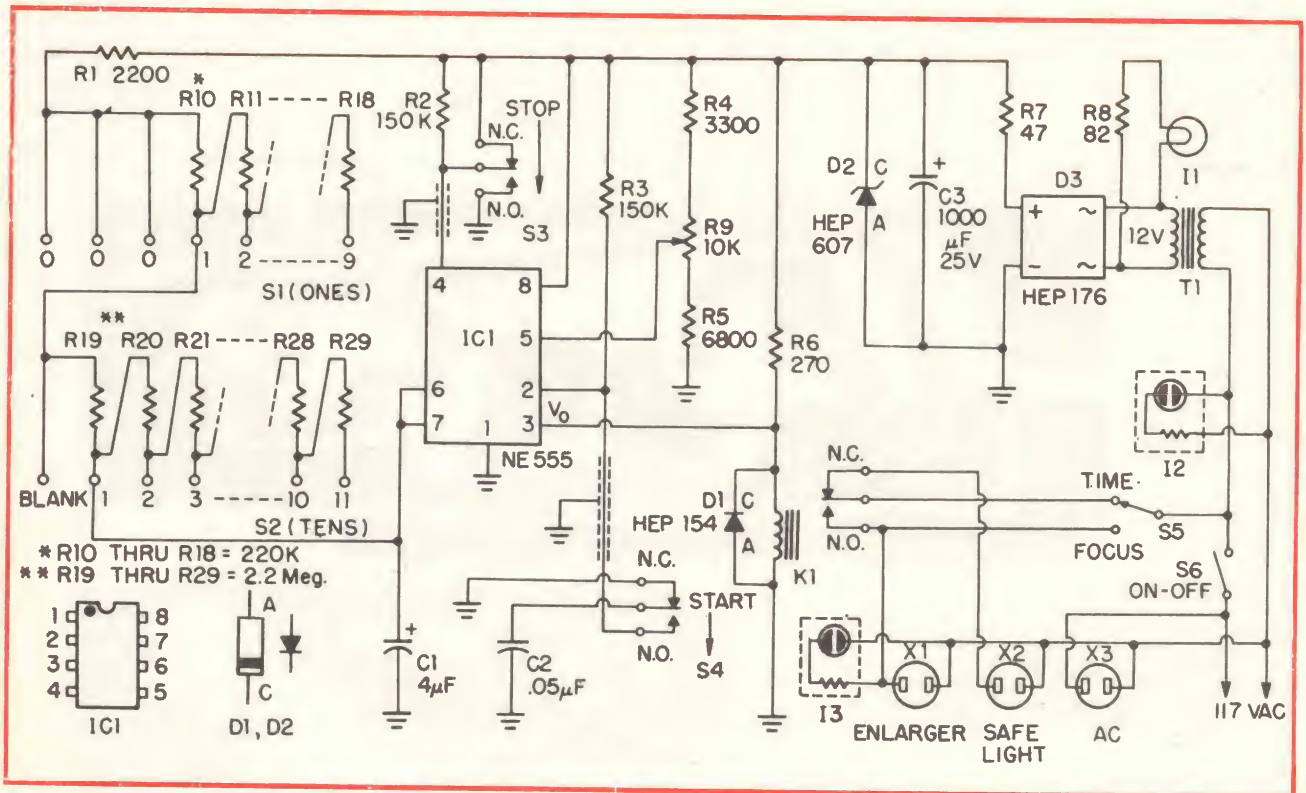 R1 2200
*
R10 R11 - - - - R18
R2
150K
STOP
N.C.
N.O.
S3
R3
150K
R4
3300
R9
10K
R5
6800
R6
270
D2 C
A
HEP
607
+
C3
1000
µF
25V
R7
47
R8
82
I1
D3
+ ~
- ~
HEP 176
12V
T1
0 0 0 1 2 - - - - - 9
S1 (ONES)
**
R19 R20 R21 - - - - R28 R29
BLANK 1 2 3 - - - - - 10 11
S2 (TENS)
4 8
IC1 5
6 2
7 3
1
Vo
NE555
* R10 THRU R18 = 220K
** R19 THRU R29 = 2.2 Meg.
I2
TIME
S5
FOCUS
S6
ON-OFF
N.C.
N.O.
D1 C
HEP 154
A
K1
N.C.
START
N.O.
S4
+
C1
4µF
C2
.05µF
1 8
2 7
3 6
4 5
IC1
A
C
D1, D2
I3
X1 X2 X3
ENLARGER SAFE LIGHT AC
117 VAC